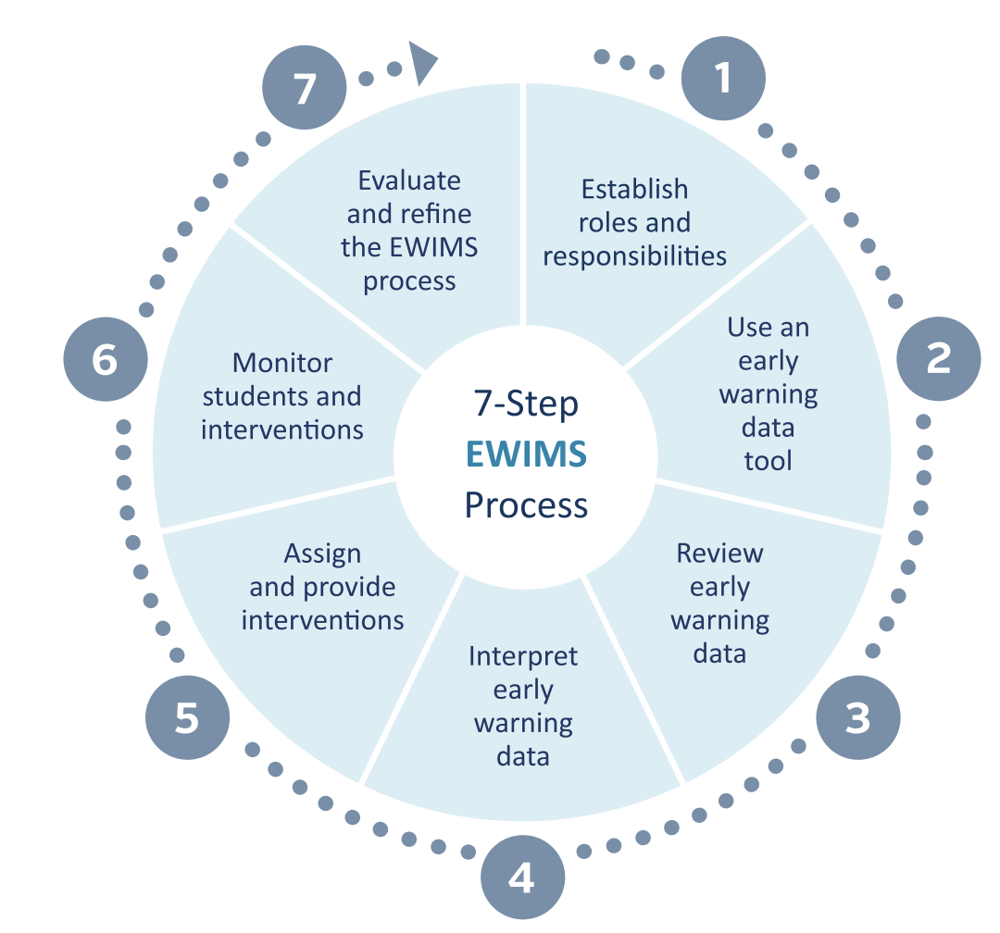 7-Step
EWIMS
Process
1
Establish
roles and
responsibilities
2
Use an
early
warning
data
tool
3
Review
early
warning
data
4
Interpret
early
warning
data
5
Assign
and provide
interventions
6
Monitor
students and
interventions
7
Evaluate
and refine
the EWIMS
process